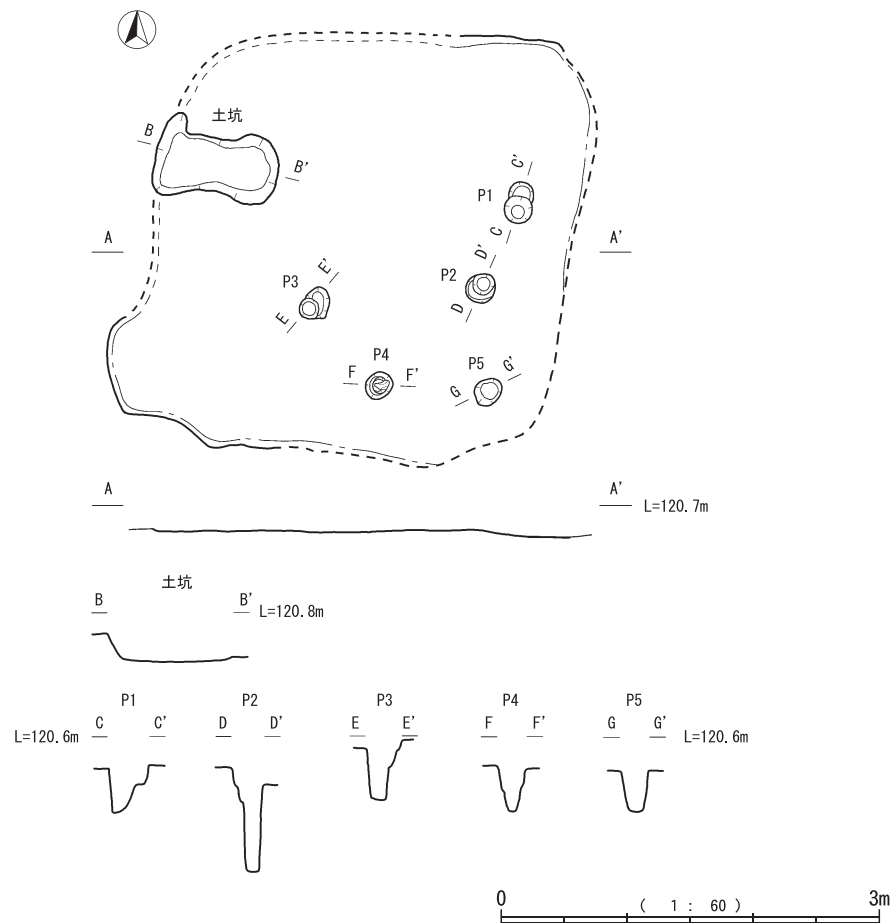 土坑
B
B'
C'
P1
C
A
A'
D'
P2
D
E'
P3
E
P4
F
F'
P5
G'
G
A
A'
L=120.7m
土坑
B
B'
L=120.8m
P1
P2
P3
P4
P5
L=120.6m
C
C'
D
D'
E
E'
F
F'
G
G'
L=120.6m
0
3m
( 1 : 60 )